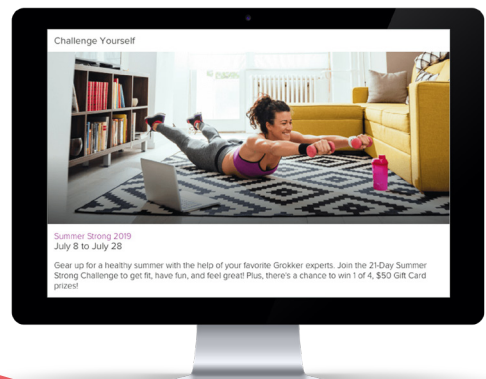 Challenge Yourself
Summer Strong 2019
July 8 to July 28
Gear up for a healthy summer with the help of your favorite Grokker experts. Join the 21-Day Summer
Strong Challenge to get fit, have fun, and feel great! Plus, there's a chance to win 1 of 4, $50 Gift Card
prizes!